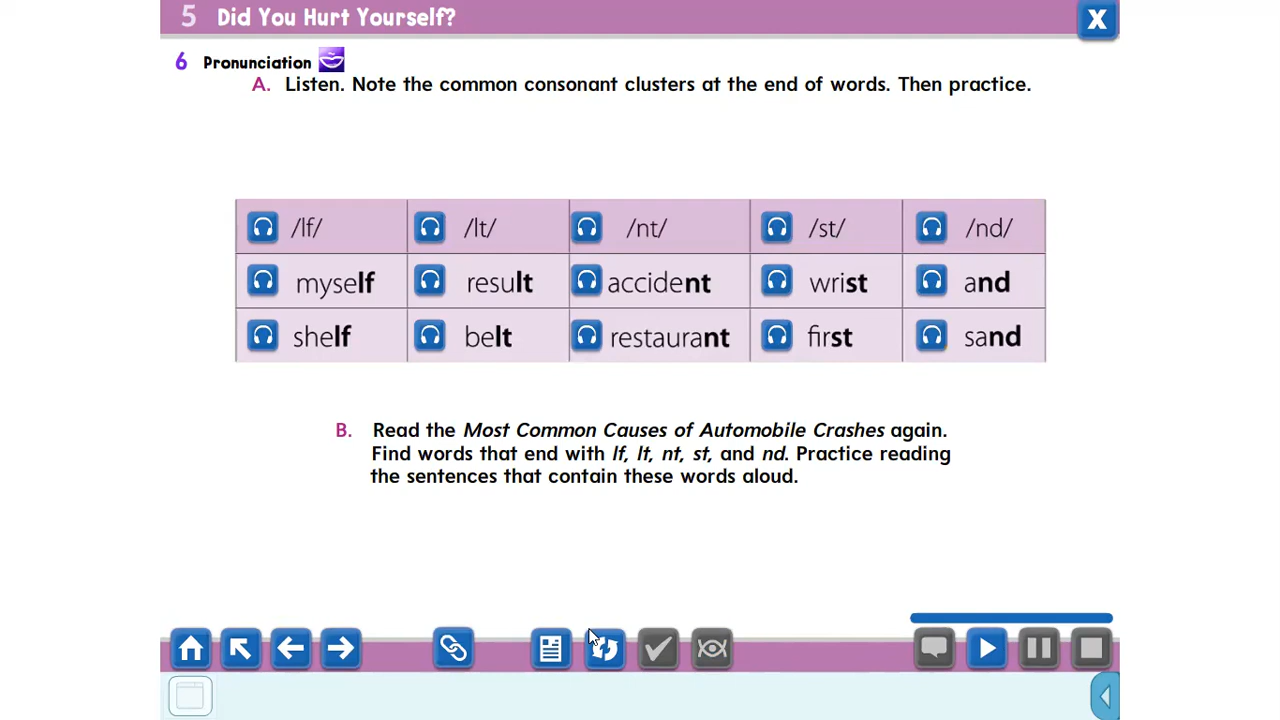 5 Did You Hurt Yourself?
X
6 Pronunciation
A. Listen. Note the common consonant clusters at the end of words. Then practice.
/lf/ /lt/ /nt/ /st/ /nd/
myself result accident wrist and
shelf belt restaurant first sand
B. Read the Most Common Causes of Automobile Crashes again.
Find words that end with lf, lt, nt, st, and nd. Practice reading
the sentences that contain these words aloud.